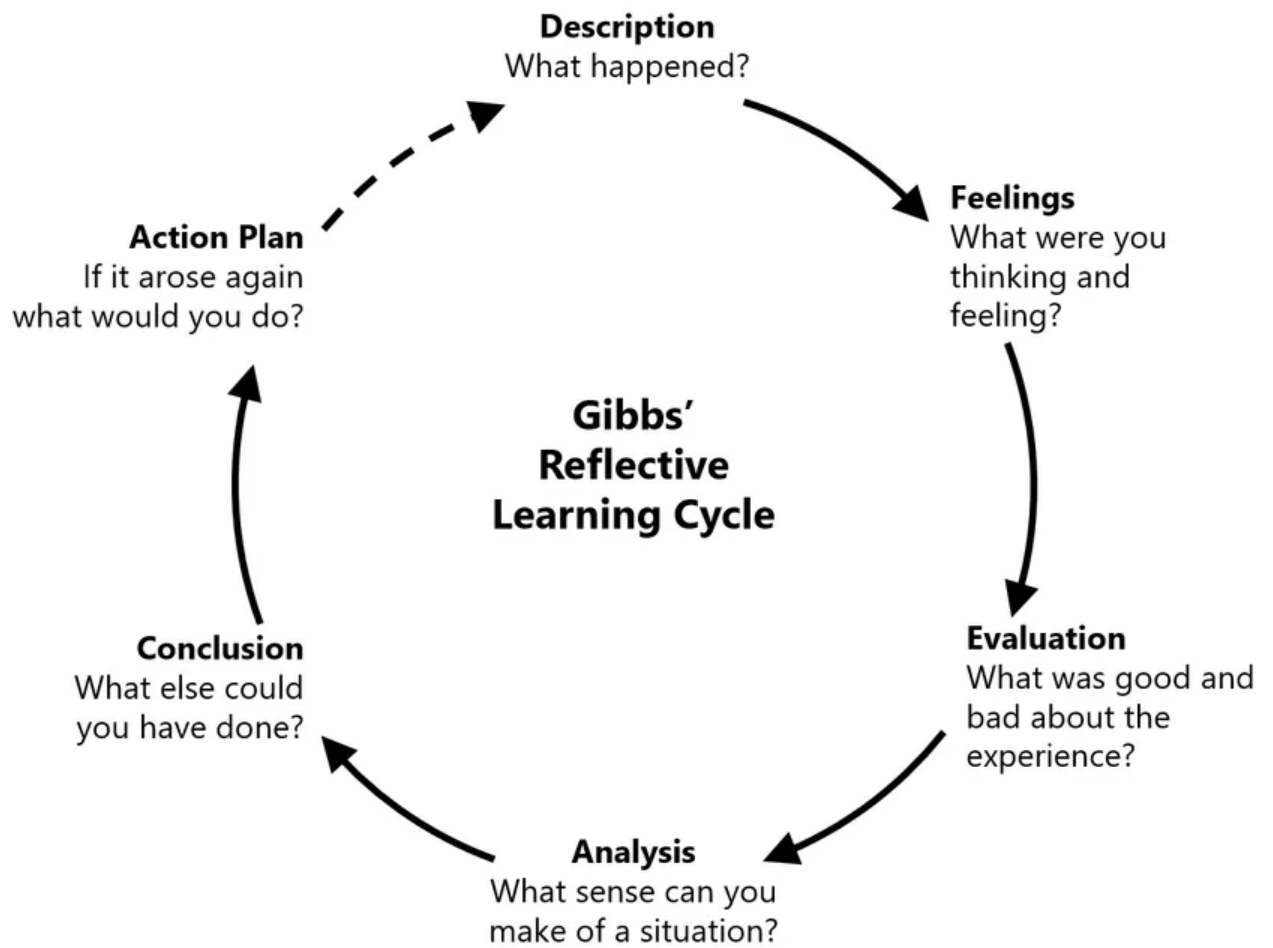 Description
What happened?
Feelings
What were you
thinking and
feeling?
Evaluation
What was good and
bad about the
experience?
Analysis
What sense can you
make of a situation?
Conclusion
What else could
you have done?
Action Plan
If it arose again
what would you do?
Gibbs’
Reflective
Learning Cycle